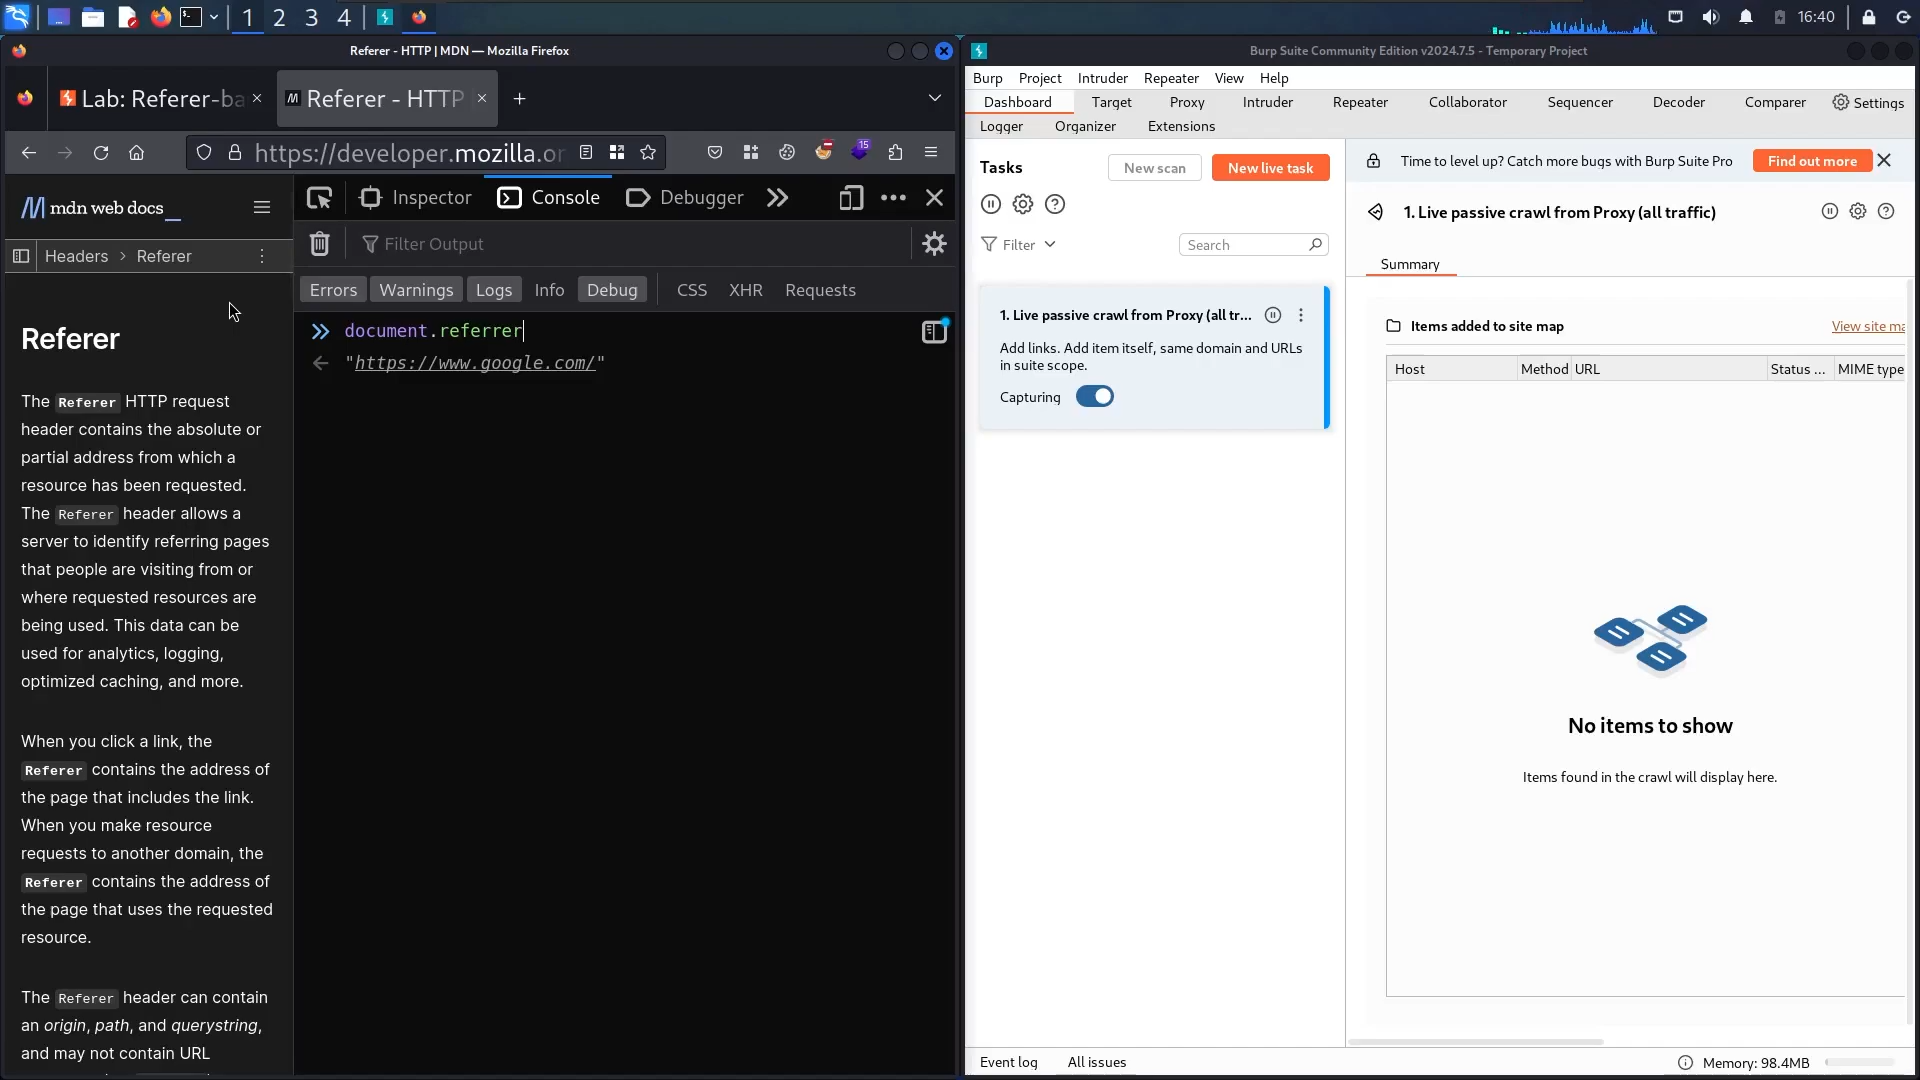 1 2 3 4
16:40
Referer - HTTP | MDN — Mozilla Firefox
Lab: Referer-ba
Referer - HTTP
https://developer.mozilla.or
15
mdn web docs_
Headers
Referer
Inspector
Console
Debugger
Filter Output
Errors
Warnings
Logs
Info
Debug
CSS
XHR
Requests
document.referrer
"https://www.google.com/"
Referer
The Referer HTTP request
header contains the absolute or
partial address from which a
resource has been requested.
The Referer header allows a
server to identify referring pages
that people are visiting from or
where requested resources are
being used. This data can be
used for analytics, logging,
optimized caching, and more.
When you click a link, the
Referer contains the address of
the page that includes the link.
When you make resource
requests to another domain, the
Referer contains the address of
the page that uses the requested
resource.
The Referer header can contain
an origin, path, and querystring,
and may not contain URL
Burp Suite Community Edition v2024.7.5 - Temporary Project
Burp Project Intruder Repeater View Help
Dashboard Target Proxy Intruder Repeater Collaborator Sequencer Decoder Comparer Settings
Logger Organizer Extensions
Tasks
New scan
New live task
Filter
Search
1. Live passive crawl from Proxy (all tr...
Add links. Add item itself, same domain and URLs
in suite scope.
Capturing
Time to level up? Catch more bugs with Burp Suite Pro
Find out more
1. Live passive crawl from Proxy (all traffic)
Summary
Items added to site map
View site ma
Host Method URL Status ... MIME type
No items to show
Items found in the crawl will display here.
Event log
All issues
Memory: 98.4MB